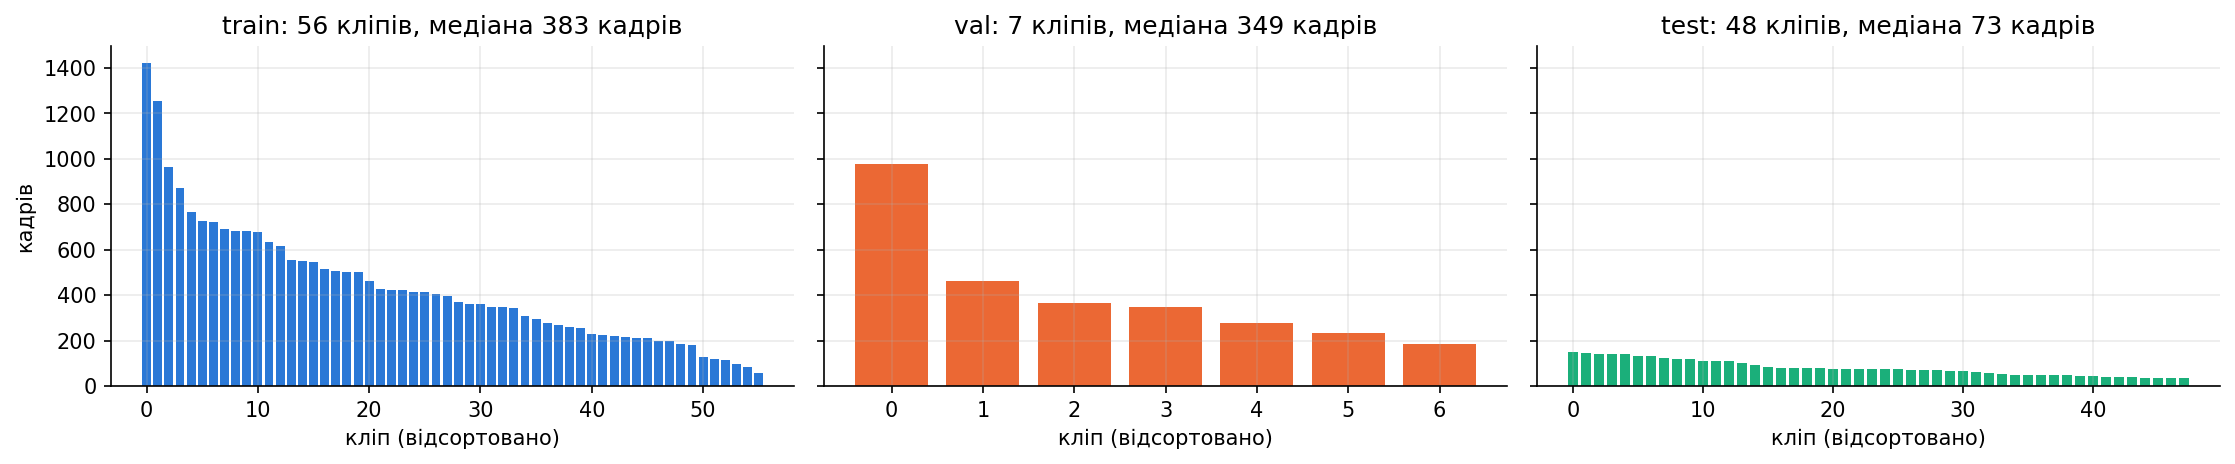 train: 56 кліпів, медіана 383 кадрів
кадрів
1400
1200
1000
800
600
400
200
0
0 10 20 30 40 50
кліп (відсортовано)
val: 7 кліпів, медіана 349 кадрів
0 1 2 3 4 5 6
кліп (відсортовано)
test: 48 кліпів, медіана 73 кадрів
0 10 20 30 40
кліп (відсортовано)